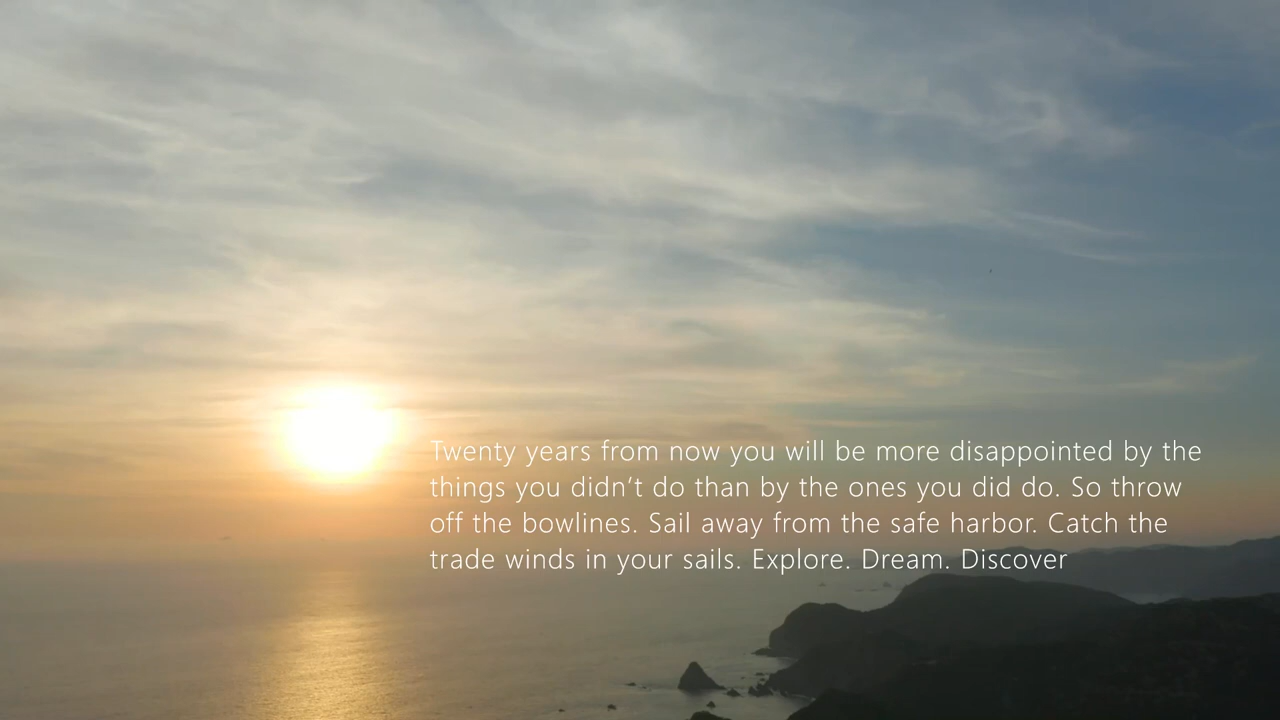 Twenty years from now you will be more disappointed by the
things you didn’t do than by the ones you did do. So throw
off the bowlines. Sail away from the safe harbor. Catch the
trade winds in your sails. Explore. Dream. Discover